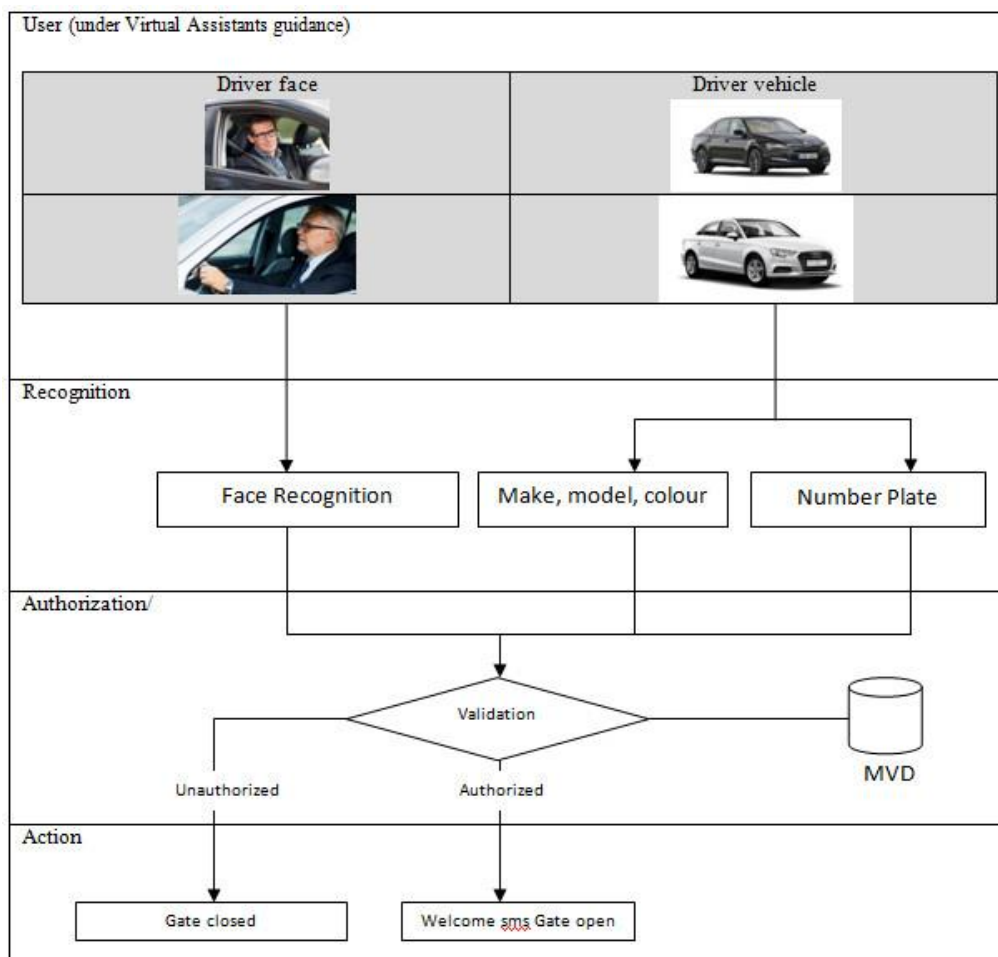 User (under Virtual Assistants guidance)
Driver face
Driver vehicle
Recognition
Face Recognition
Make, model, colour
Number Plate
Authorization/
Validation
MVD
Unauthorized
Authorized
Action
Gate closed
Welcome sms Gate open